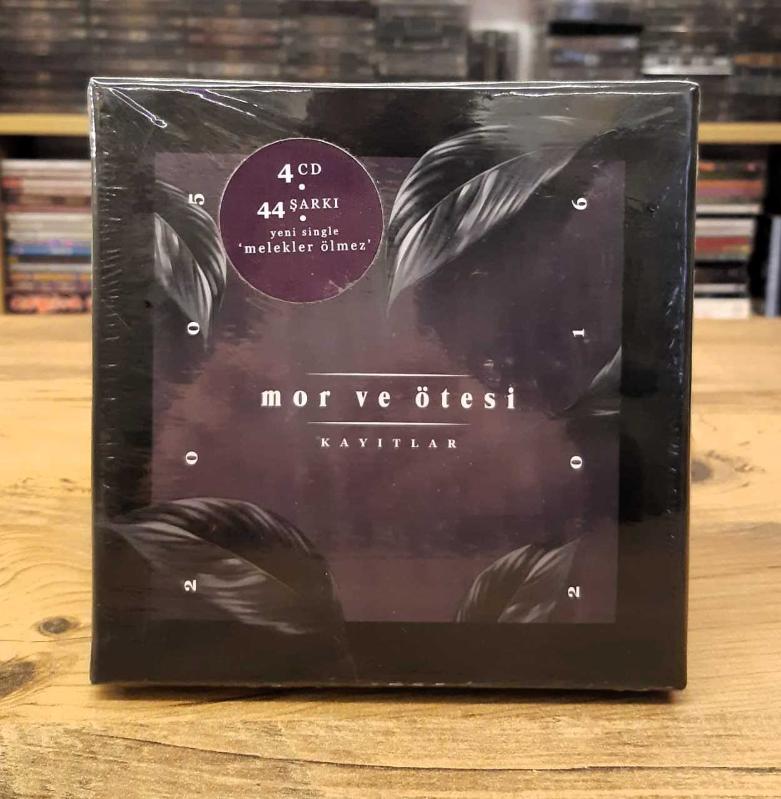 4 CD
44 ŞARKI
yeni single
'melekler ölmez'
mor ve ötesi
KAYITLAR
2005
2016